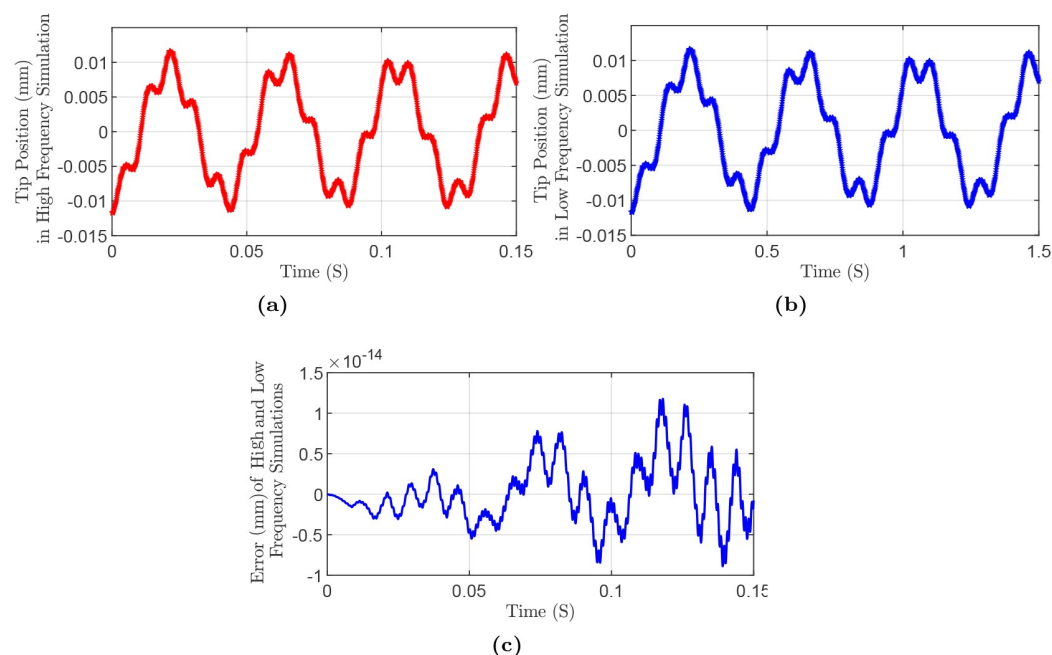 Tip Position (mm)
in High Frequency Simulation
0.01
0.005
0
-0.005
-0.01
-0.015
0
0.05
0.1
0.15
Time (S)
(a)
Tip Position (mm)
in Low Frequency Simulation
0.01
0.005
0
-0.005
-0.01
-0.015
0
0.5
1
1.5
Time (S)
(b)
Error (mm)of High and Low
Frequency Simulations
×10-14
1.5
1
0.5
0
-0.5
-1
0
0.05
0.1
0.15
Time (S)
(c)